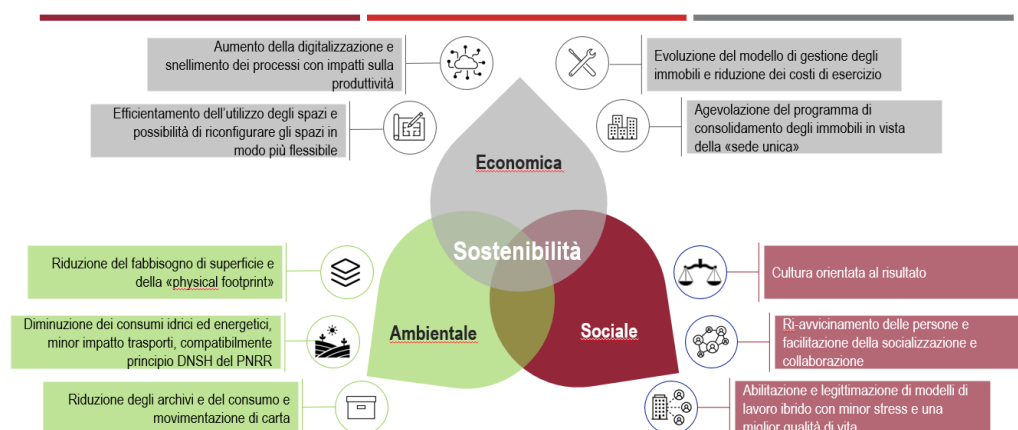 Aumento della digitalizzazione e
snellimento dei processi con impatti sulla
produttività
Evoluzione del modello di gestione degli
immobili e riduzione dei costi di esercizio
Efficientamento dell'utilizzo degli spazi e
possibilità di riconfigurare gli spazi in
modo più flessibile
Agevolazione del programma di
consolidamento degli immobili in vista
della «sede unica»
Economica
Sostenibilità
Ambientale
Sociale
Riduzione del fabbisogno di superficie e
della «physical footprint»
Cultura orientata al risultato
Diminuzione dei consumi idrici ed energetici,
minor impatto trasporti, compatibilmente
principio DNSH del PNRR
Ri-avvicinamento delle persone e
facilitazione della socializzazione e
collaborazione
Riduzione degli archivi e del consumo e
movimentazione di carta
Abilitazione e legittimazione di modelli di
lavoro ibrido con minor stress e una
miglior qualità di vita